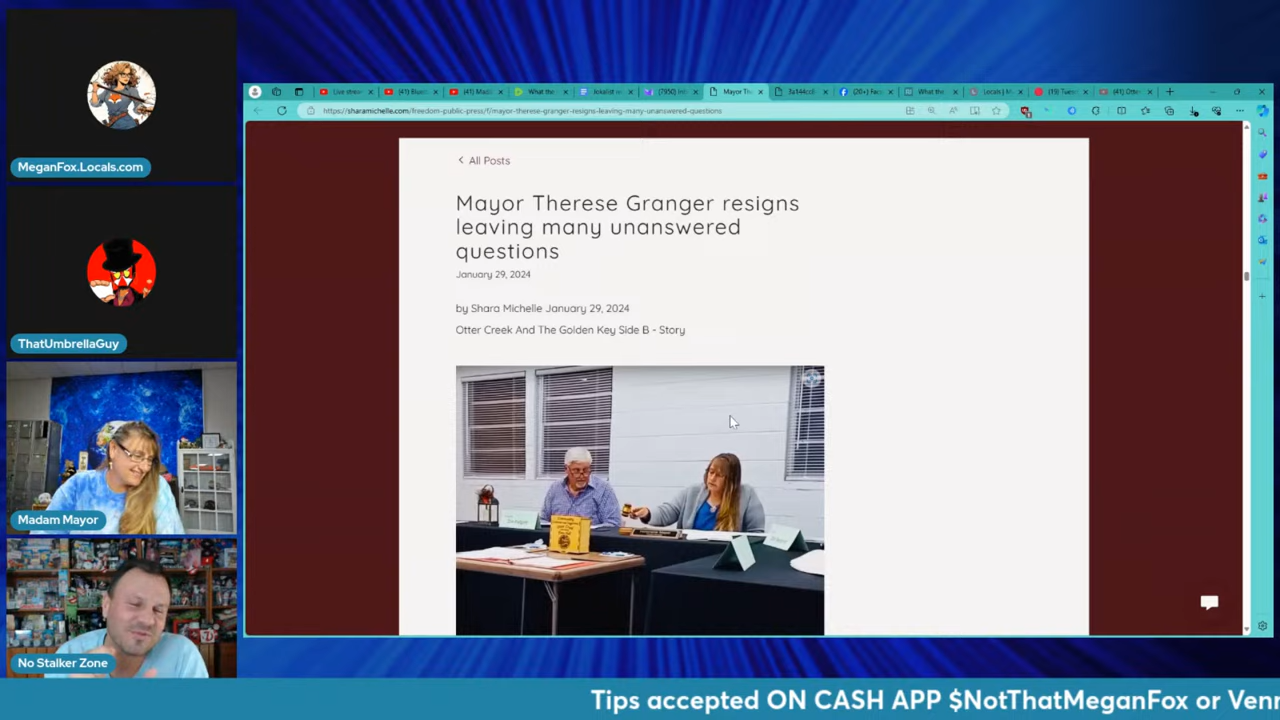 MeganFox.Locals.com
ThatUmbrellaGuy
Madam Mayor
No Stalker Zone
https://sharamichelle.com/freedom-public-press/f/mayor-therese-granger-resigns-leaving-many-unanswered-questions
All Posts
Mayor Therese Granger resigns
leaving many unanswered
questions
January 29, 2024
by Shara Michelle January 29, 2024
Otter Creek And The Golden Key Side B - Story
Tips accepted ON CASH APP $NotThatMeganFox or Venn